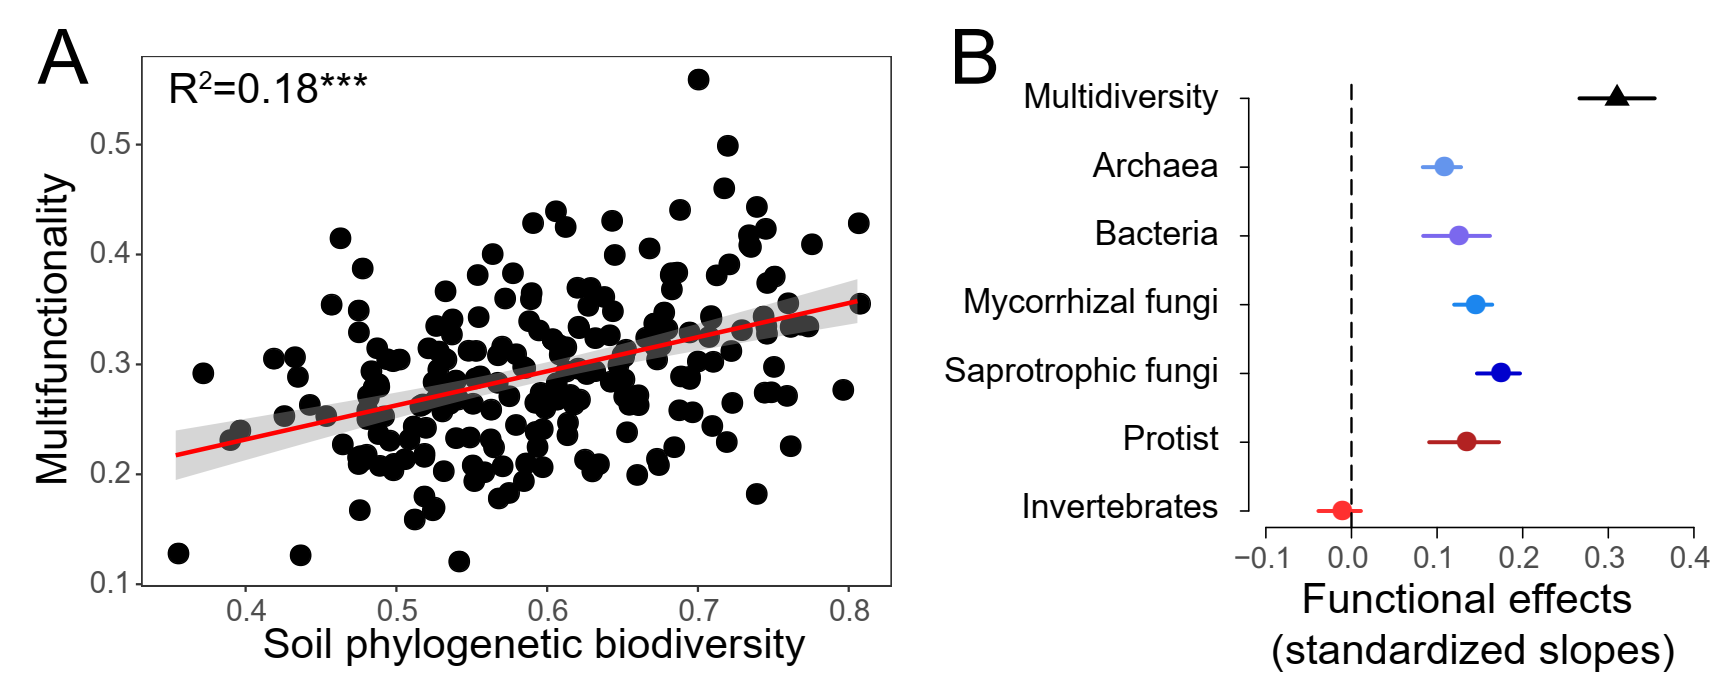 A
R²=0.18***
Multifunctionality
0.5
0.4
0.3
0.2
0.1
0.4 0.5 0.6 0.7 0.8
Soil phylogenetic biodiversity
B
Multidiversity
Archaea
Bacteria
Mycorrhizal fungi
Saprotrophic fungi
Protist
Invertebrates
−0.1 0.0 0.1 0.2 0.3 0.4
Functional effects
(standardized slopes)